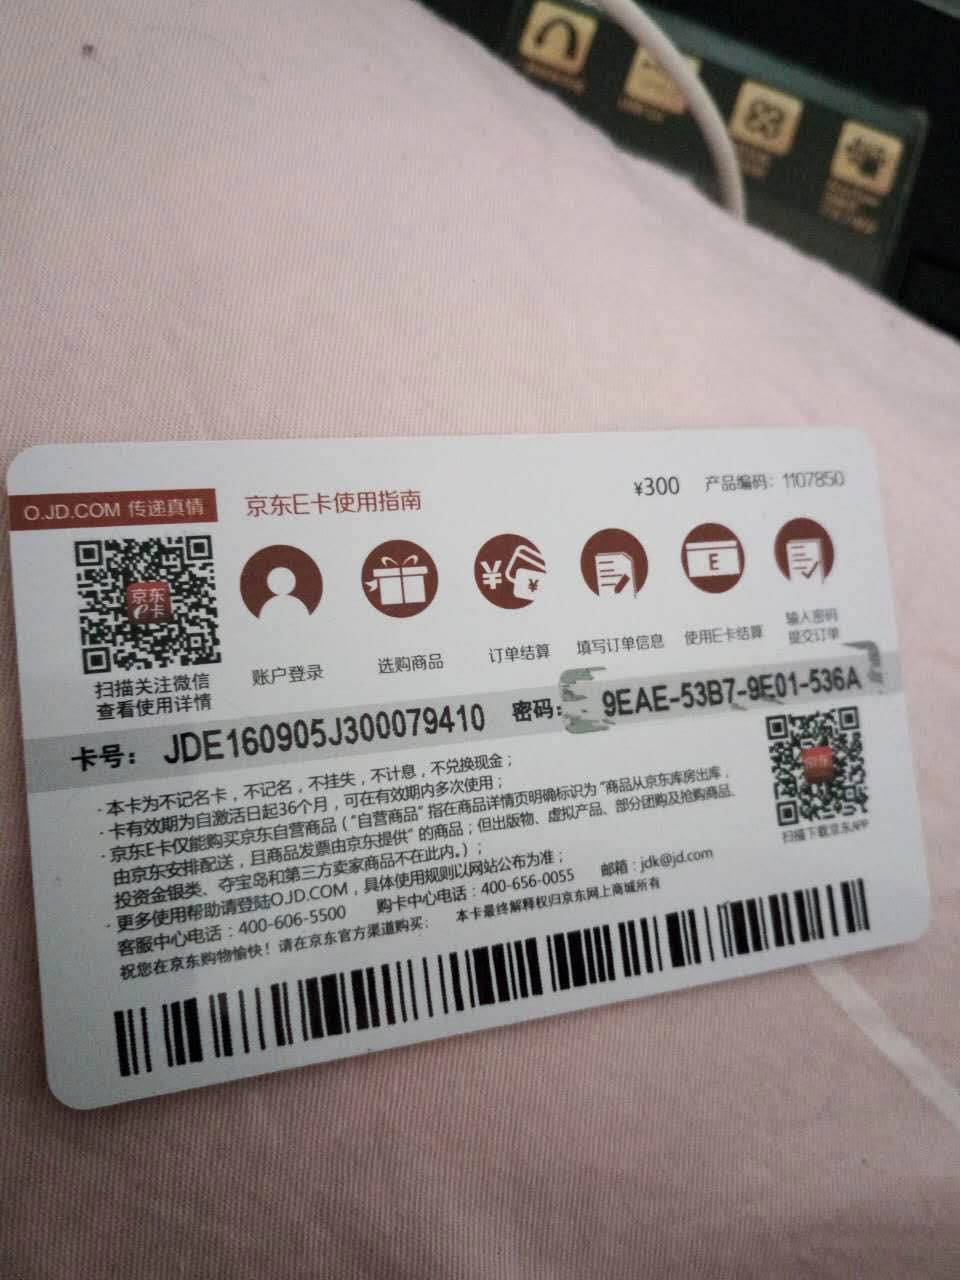 O.JD.COM 传递真情
京东E卡使用指南
¥300 产品编码：1107850
京东
e卡
¥
¥
E
扫描关注微信
查看使用详情
账户登录
选购商品
订单结算
填写订单信息
使用E卡结算
输入密码
提交订单
卡号：JDE160905J300079410 密码：9EAE-53B7-9E01-536A
· 本卡为不记名卡，不记名，不挂失，不计息，不兑换现金；
· 卡有效期为自激活日起36个月，可在有效期内多次使用；
· 京东E卡仅能购买京东自营商品（“自营商品”指在商品详情页明确标识为“商品从京东库房出库，
由京东安排配送，且商品发票由京东提供”的商品；但出版物、虚拟产品、部分团购及抢购商品、
投资金银类、夺宝岛和第三方卖家商品不在此内。）；
· 更多使用帮助请登陆O.JD.COM，具体使用规则以网站公布为准；
客服中心电话：400-606-5500 购卡中心电话：400-656-0055 邮箱：jdk@jd.com
祝您在京东购物愉快！请在京东官方渠道购买； 本卡最终解释权归京东网上商城所有
京东
扫描下载京东APP